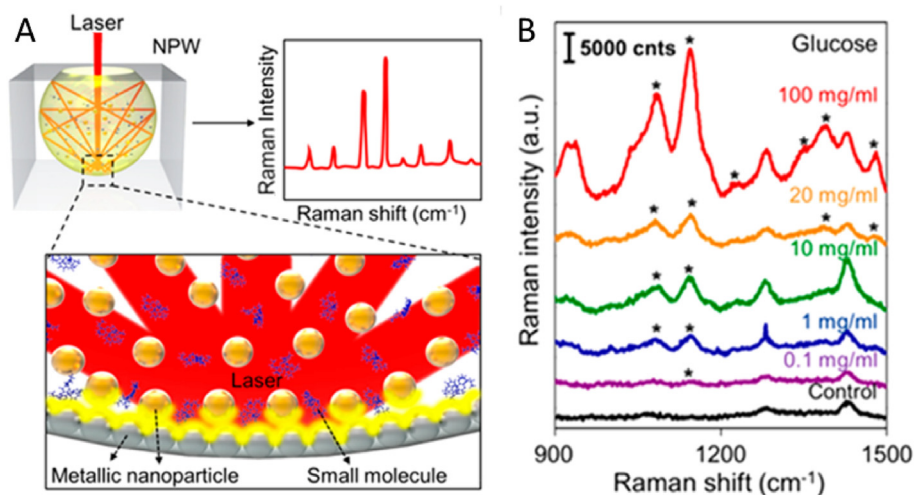 A
Laser
NPW
Raman Intensity
Raman shift (cm-1)
Laser
Metallic nanoparticle
Small molecule
B
5000 cnts
Glucose
100 mg/ml
20 mg/ml
10 mg/ml
1 mg/ml
0.1 mg/ml
Control
Raman intensity (a.u.)
900
1200
1500
Raman shift (cm-1)